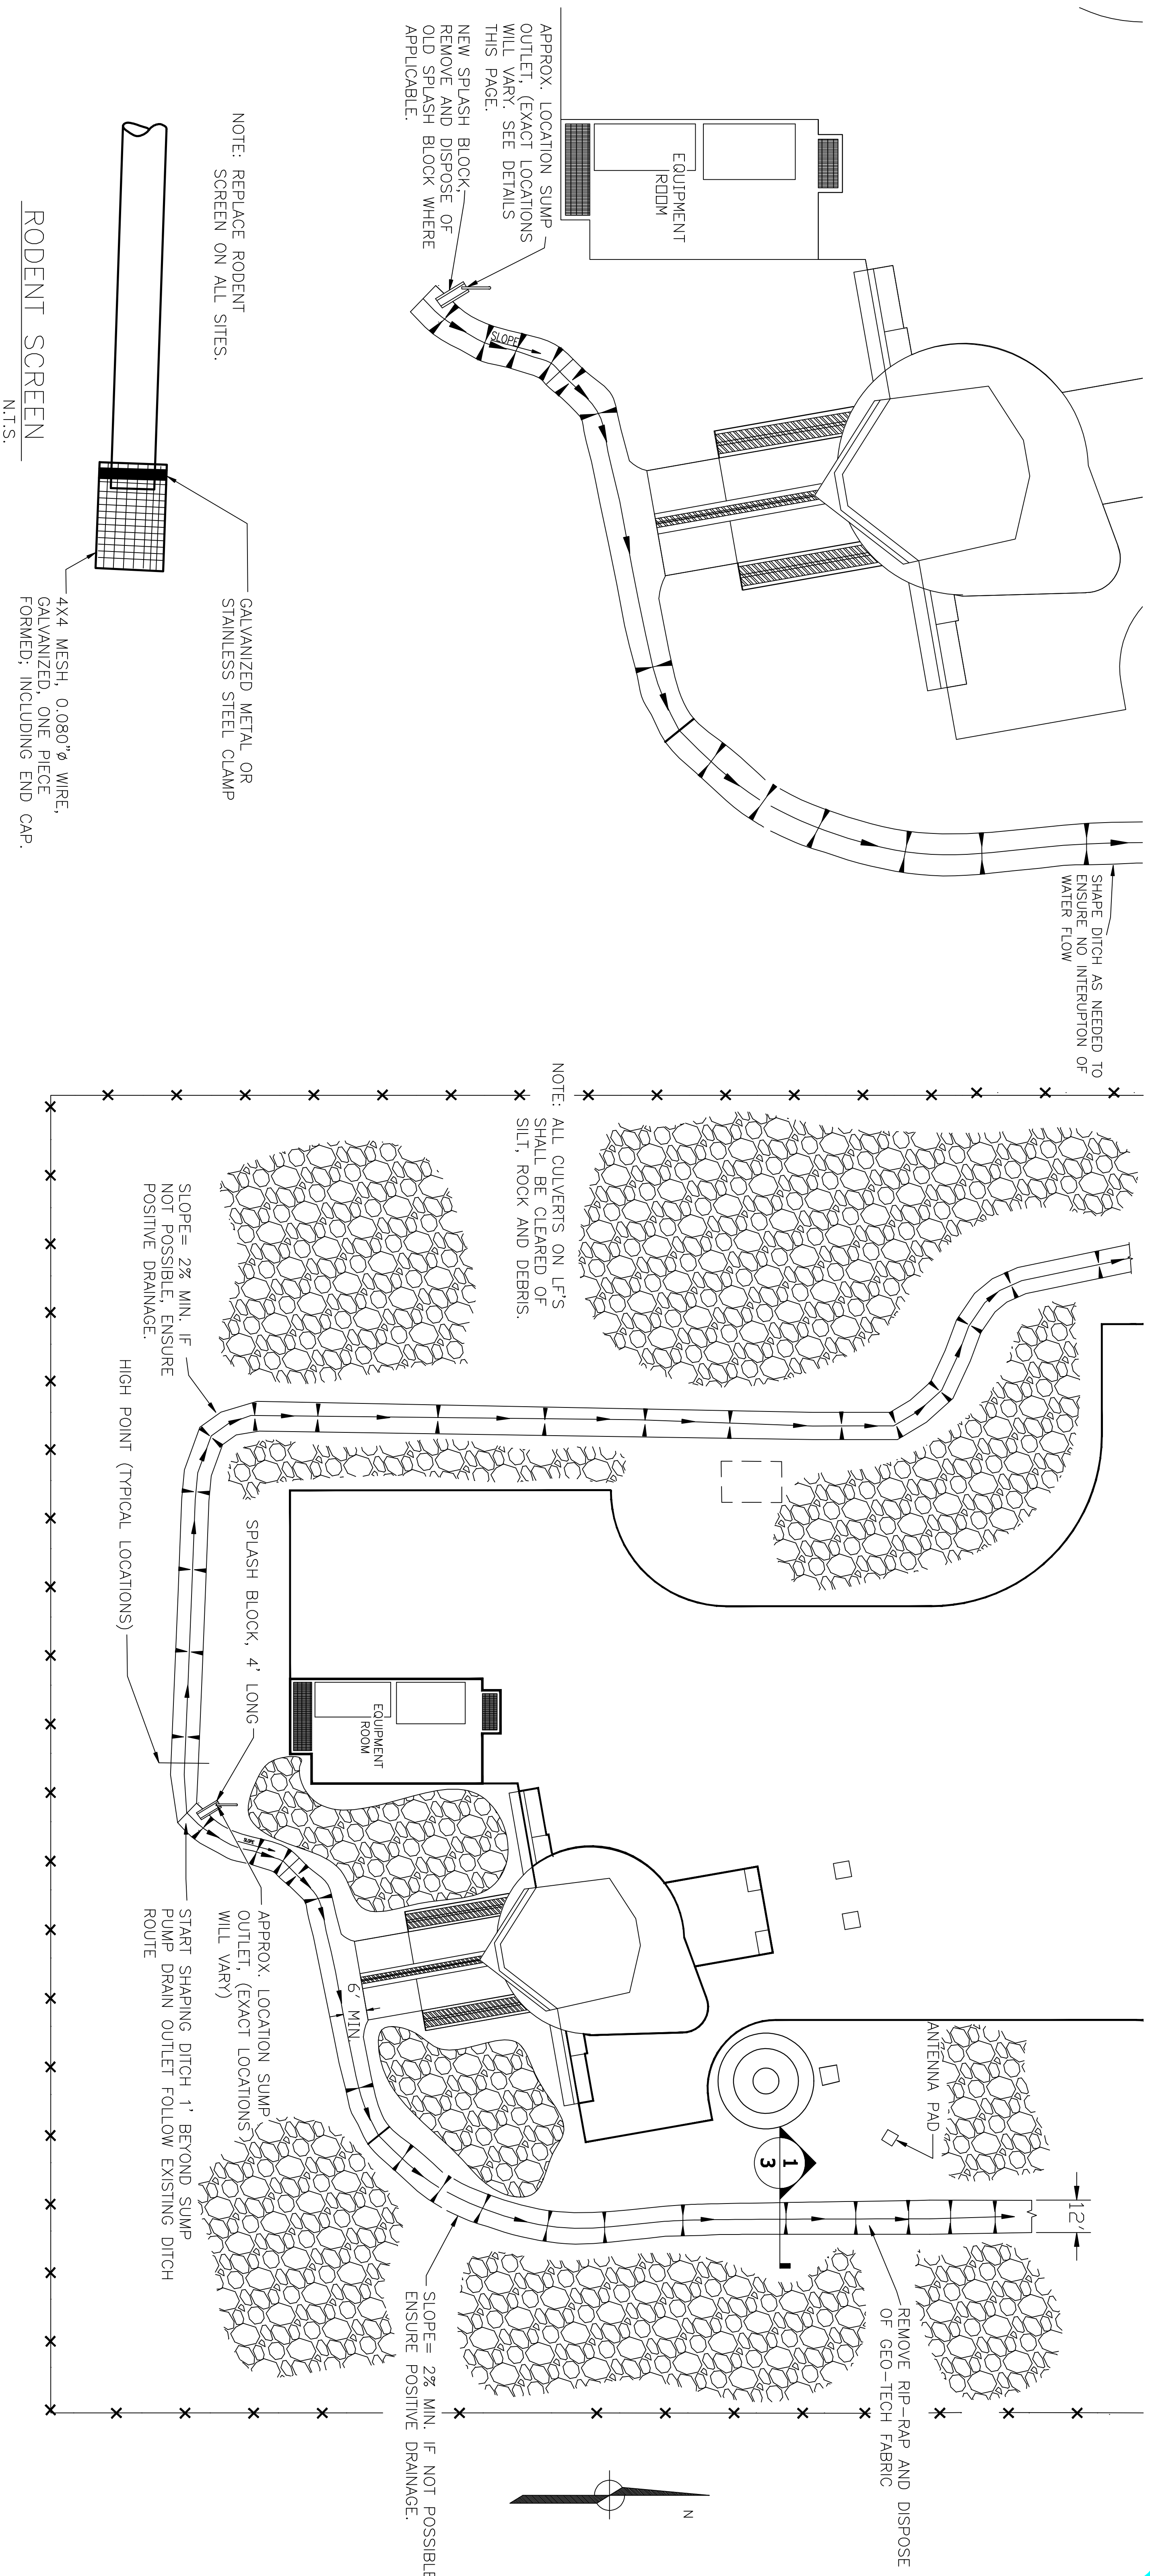 APPROX. LOCATION SUMP
OUTLET, (EXACT LOCATIONS
WILL VARY. SEE DETAILS
THIS PAGE.
NEW SPLASH BLOCK,
REMOVE AND DISPOSE OF
OLD SPLASH BLOCK WHERE
APPLICABLE.
EQUIPMENT
ROOM
SLOPE
SHAPE DITCH AS NEEDED TO
ENSURE NO INTERUPTON OF
WATER FLOW
NOTE: REPLACE RODENT
SCREEN ON ALL SITES.
GALVANIZED METAL OR
STAINLESS STEEL CLAMP
4X4 MESH, 0.080"ø WIRE,
GALVANIZED, ONE PIECE
FORMED; INCLUDING END CAP.
RODENT SCREEN
N.T.S.
NOTE: ALL CULVERTS ON LF'S
SHALL BE CLEARED OF
SILT, ROCK AND DEBRIS.
SLOPE= 2% MIN. IF
NOT POSSIBLE, ENSURE
POSITIVE DRAINAGE.
HIGH POINT (TYPICAL LOCATIONS)
SPLASH BLOCK, 4' LONG
EQUIPMENT
ROOM
SLOPE
APPROX. LOCATION SUMP
OUTLET, (EXACT LOCATIONS
WILL VARY)
START SHAPING DITCH 1' BEYOND SUMP
PUMP DRAIN OUTLET FOLLOW EXISTING DITCH
ROUTE
6' MIN.
ANTENNA PAD
1
3
12'
REMOVE RIP-RAP AND DISPOSE
OF GEO-TECH FABRIC
SLOPE= 2% MIN. IF NOT POSSIBLE
ENSURE POSITIVE DRAINAGE.
N